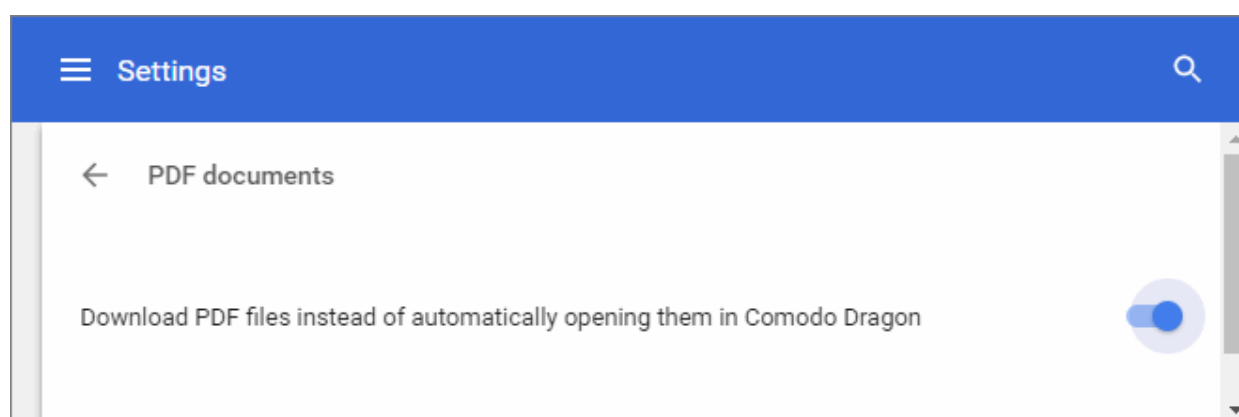 Settings
PDF documents
Download PDF files instead of automatically opening them in Comodo Dragon